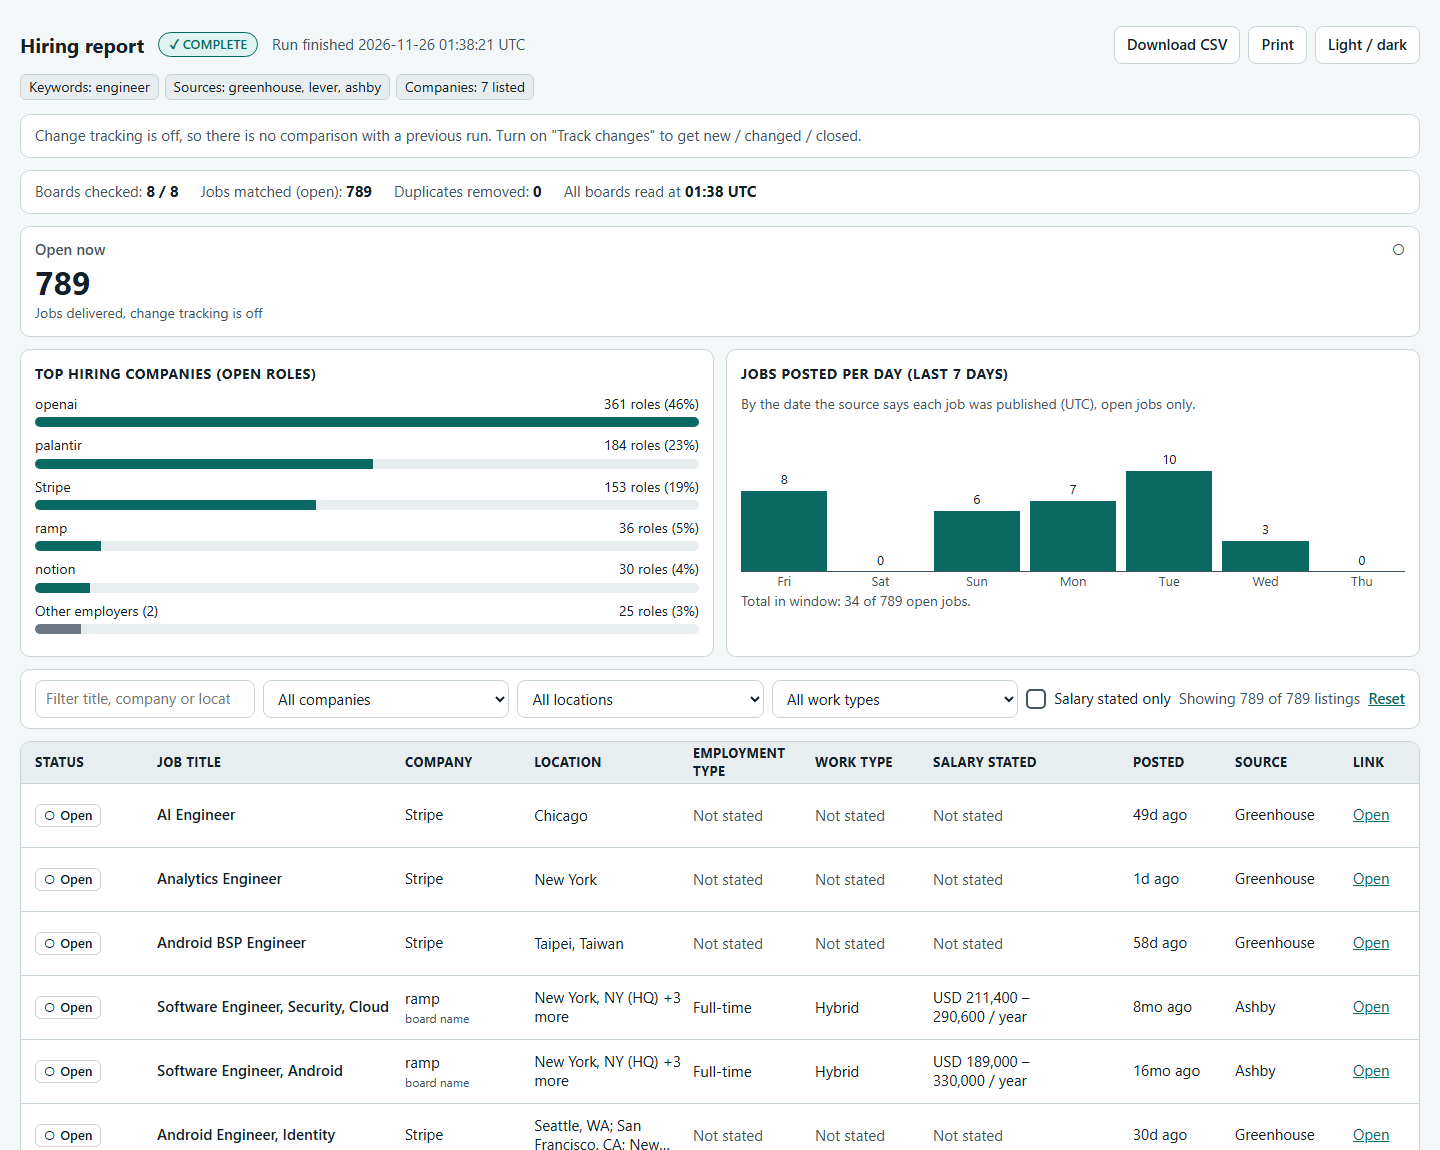 Hiring report
✓ COMPLETE
Run finished 2026-11-26 01:38:21 UTC
Download CSV
Print
Light / dark
Keywords: engineer
Sources: greenhouse, lever, ashby
Companies: 7 listed
Change tracking is off, so there is no comparison with a previous run. Turn on "Track changes" to get new / changed / closed.
Boards checked: 8 / 8
Jobs matched (open): 789
Duplicates removed: 0
All boards read at 01:38 UTC
Open now
789
Jobs delivered, change tracking is off
TOP HIRING COMPANIES (OPEN ROLES)
openai 361 roles (46%)
palantir 184 roles (23%)
Stripe 153 roles (19%)
ramp 36 roles (5%)
notion 30 roles (4%)
Other employers (2) 25 roles (3%)
JOBS POSTED PER DAY (LAST 7 DAYS)
By the date the source says each job was published (UTC), open jobs only.
8 0 6 7 10 3 0
Fri Sat Sun Mon Tue Wed Thu
Total in window: 34 of 789 open jobs.
Filter title, company or locat
All companies
All locations
All work types
Salary stated only
Showing 789 of 789 listings
Reset
STATUS JOB TITLE COMPANY LOCATION EMPLOYMENT TYPE WORK TYPE SALARY STATED POSTED SOURCE LINK
Open AI Engineer Stripe Chicago Not stated Not stated Not stated 49d ago Greenhouse Open
Open Analytics Engineer Stripe New York Not stated Not stated Not stated 1d ago Greenhouse Open
Open Android BSP Engineer Stripe Taipei, Taiwan Not stated Not stated Not stated 58d ago Greenhouse Open
Open Software Engineer, Security, Cloud ramp board name New York, NY (HQ) +3 more Full-time Hybrid USD 211,400 – 290,600 / year 8mo ago Ashby Open
Open Software Engineer, Android ramp board name New York, NY (HQ) +3 more Full-time Hybrid USD 189,000 – 330,000 / year 16mo ago Ashby Open
Open Android Engineer, Identity Stripe Seattle, WA; San Francisco, CA; New... Not stated Not stated Not stated 30d ago Greenhouse Open